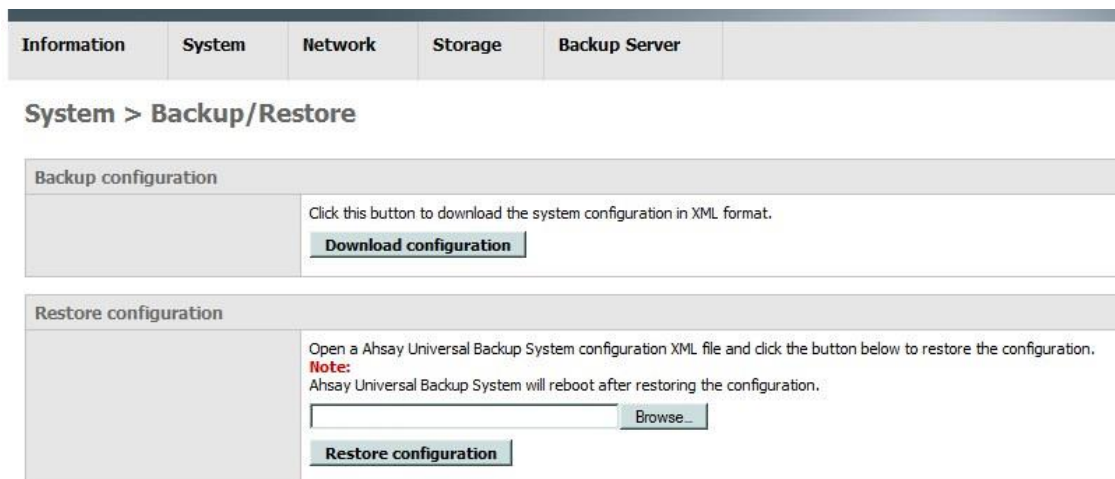 Information System Network Storage Backup Server
System > Backup/Restore
Backup configuration
Click this button to download the system configuration in XML format.
Download configuration
Restore configuration
Open a Ahsay Universal Backup System configuration XML file and click the button below to restore the configuration.
Note:
Ahsay Universal Backup System will reboot after restoring the configuration.
Browse...
Restore configuration